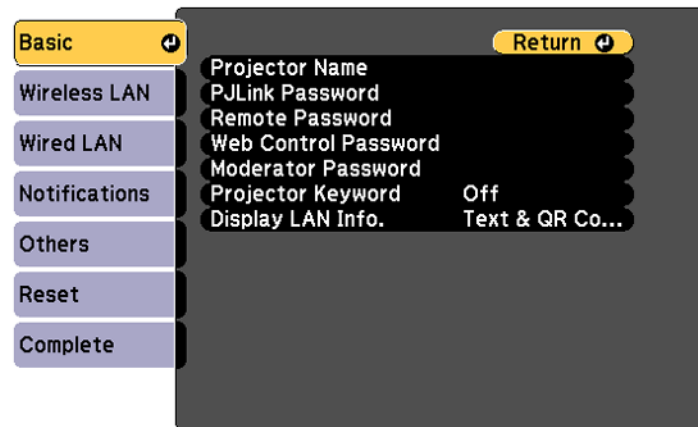 Basic
Wireless LAN
Wired LAN
Notifications
Others
Reset
Complete
Return
Projector Name
PJLink Password
Remote Password
Web Control Password
Moderator Password
Projector Keyword Off
Display LAN Info. Text & QR Co...